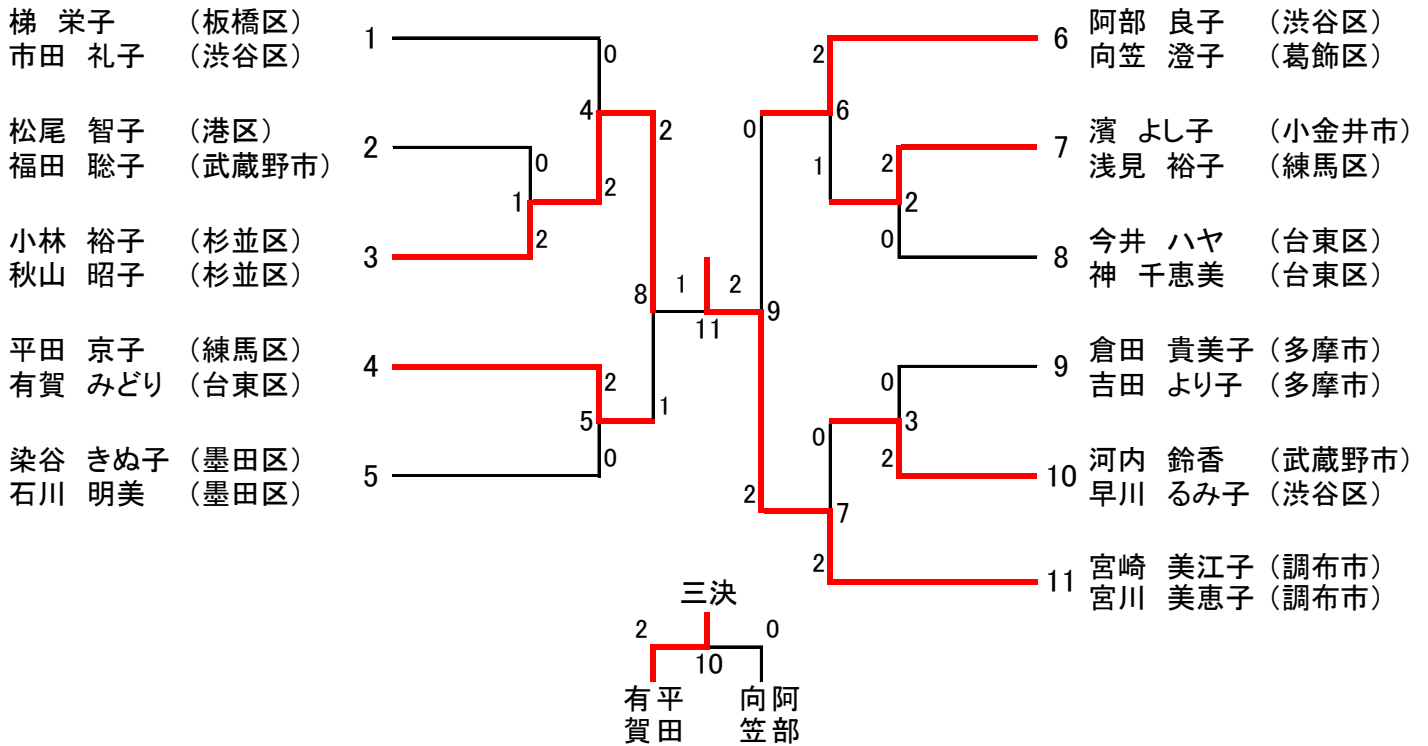 梯 栄子 （板橋区）
市田 礼子 （渋谷区）
1
松尾 智子 （港区）
福田 聡子 （武蔵野市）
2
小林 裕子 （杉並区）
秋山 昭子 （杉並区）
3
平田 京子 （練馬区）
有賀 みどり （台東区）
4
染谷 きぬ子 （墨田区）
石川 明美 （墨田区）
5
0
4
2
0
1
2
2
8
1
2
5
0
1
2
11
6 阿部 良子 （渋谷区）
向笠 澄子 （葛飾区）
7 濱 よし子 （小金井市）
浅見 裕子 （練馬区）
8 今井 ハヤ （台東区）
神 千恵美 （台東区）
9 倉田 貴美子 （多摩市）
吉田 より子 （多摩市）
10 河内 鈴香 （武蔵野市）
早川 るみ子 （渋谷区）
11 宮崎 美江子 （調布市）
宮川 美恵子 （調布市）
2
0
6
1
2
2
0
9
0
0
3
2
2
7
2
三決
2
0
10
有賀 平田
向笠 阿部